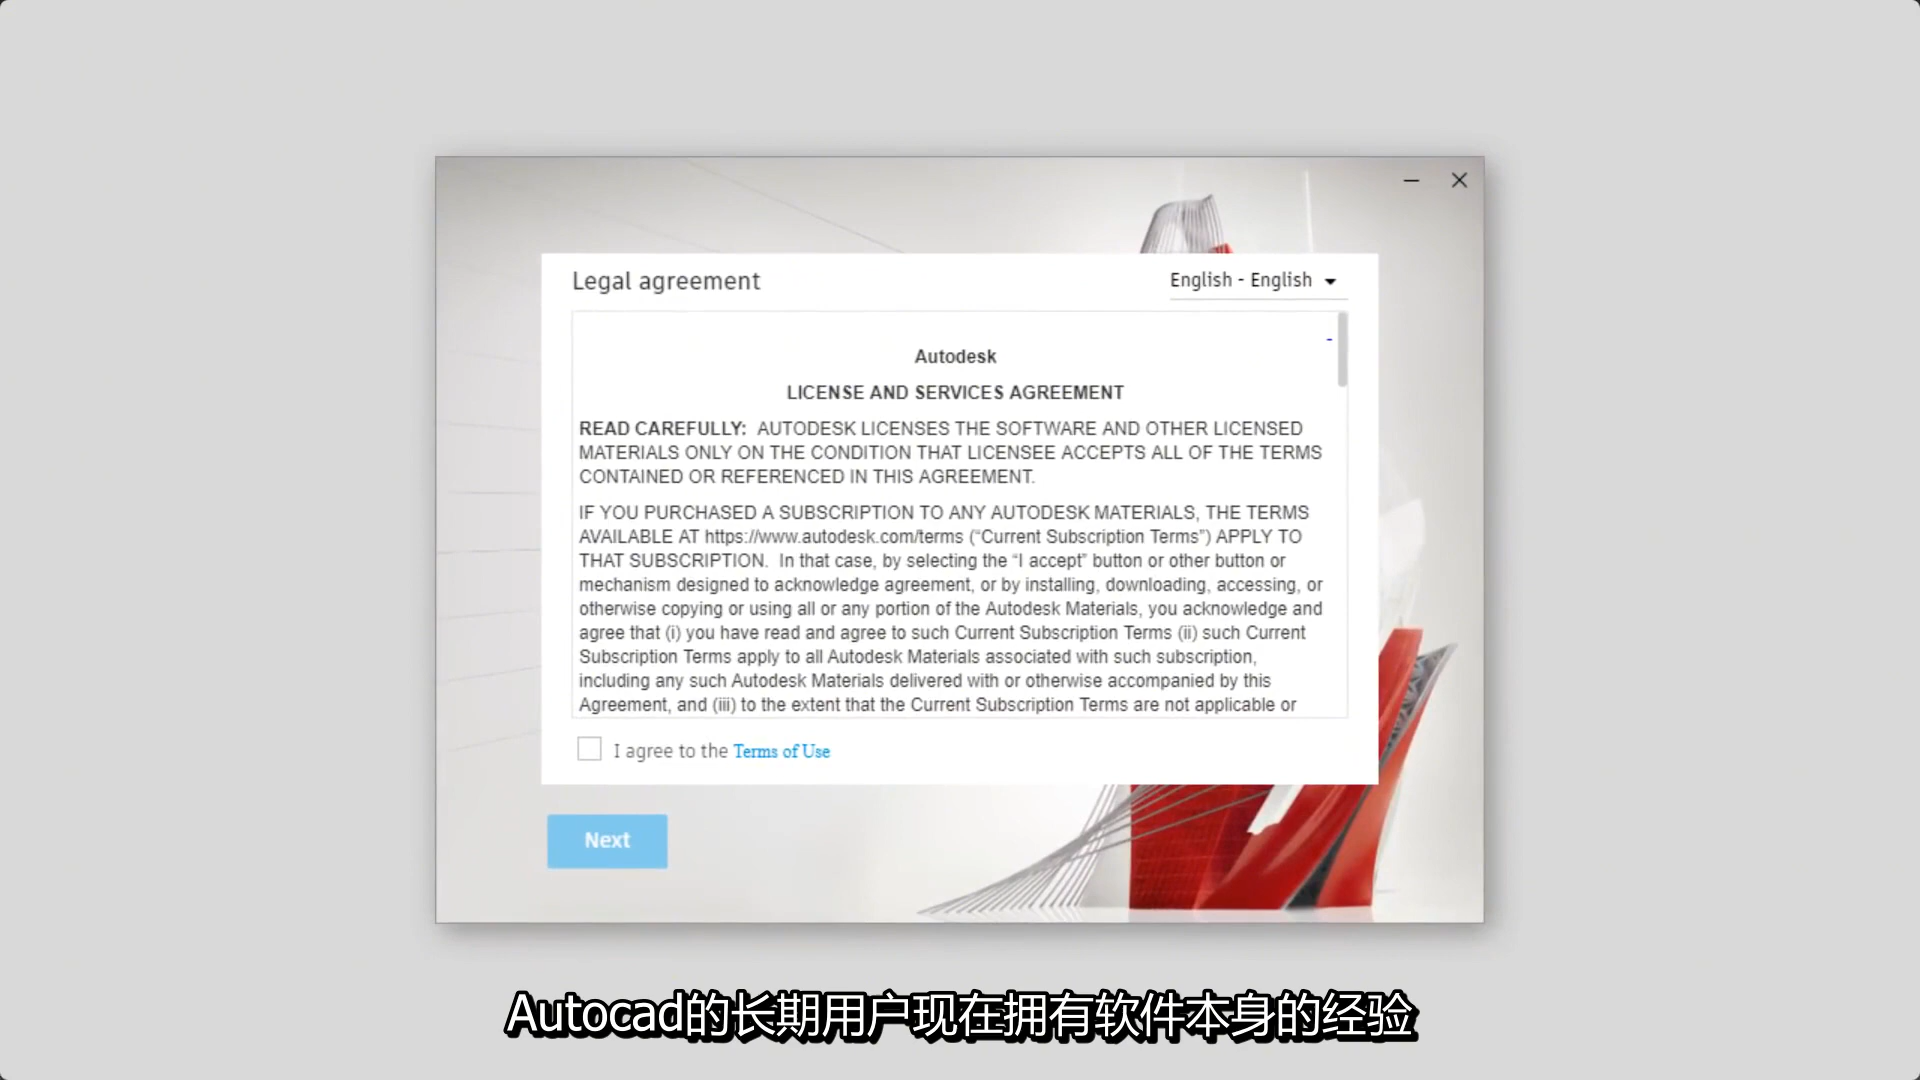 Legal agreement
English - English
Autodesk
LICENSE AND SERVICES AGREEMENT
READ CAREFULLY: AUTODESK LICENSES THE SOFTWARE AND OTHER LICENSED
MATERIALS ONLY ON THE CONDITION THAT LICENSEE ACCEPTS ALL OF THE TERMS
CONTAINED OR REFERENCED IN THIS AGREEMENT.
IF YOU PURCHASED A SUBSCRIPTION TO ANY AUTODESK MATERIALS, THE TERMS
AVAILABLE AT https://www.autodesk.com/terms (“Current Subscription Terms”) APPLY TO
THAT SUBSCRIPTION. In that case, by selecting the “I accept” button or other button or
mechanism designed to acknowledge agreement, or by installing, downloading, accessing, or
otherwise copying or using all or any portion of the Autodesk Materials, you acknowledge and
agree that (i) you have read and agree to such Current Subscription Terms (ii) such Current
Subscription Terms apply to all Autodesk Materials associated with such subscription,
including any such Autodesk Materials delivered with or otherwise accompanied by this
Agreement, and (iii) to the extent that the Current Subscription Terms are not applicable or
I agree to the Terms of Use
Next
Autocad的长期用户现在拥有软件本身的经验